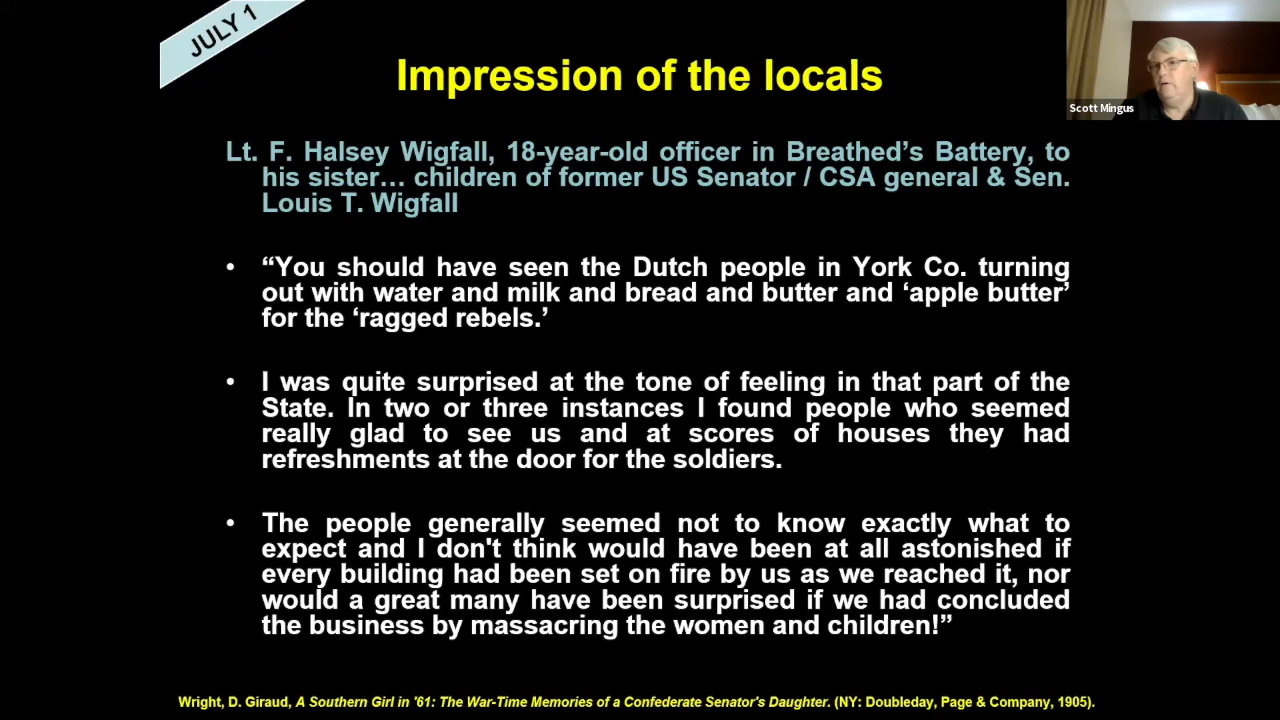 JULY 1
Impression of the locals
Scott Mingus
Lt. F. Halsey Wigfall, 18-year-old officer in Breathed’s Battery, to
his sister… children of former US Senator / CSA general & Sen.
Louis T. Wigfall
• “You should have seen the Dutch people in York Co. turning
out with water and milk and bread and butter and ‘apple butter’
for the ‘ragged rebels.’
• I was quite surprised at the tone of feeling in that part of the
State. In two or three instances I found people who seemed
really glad to see us and at scores of houses they had
refreshments at the door for the soldiers.
• The people generally seemed not to know exactly what to
expect and I don't think would have been at all astonished if
every building had been set on fire by us as we reached it, nor
would a great many have been surprised if we had concluded
the business by massacring the women and children!”
Wright, D. Giraud, A Southern Girl in '61: The War-Time Memories of a Confederate Senator's Daughter. (NY: Doubleday, Page & Company, 1905).